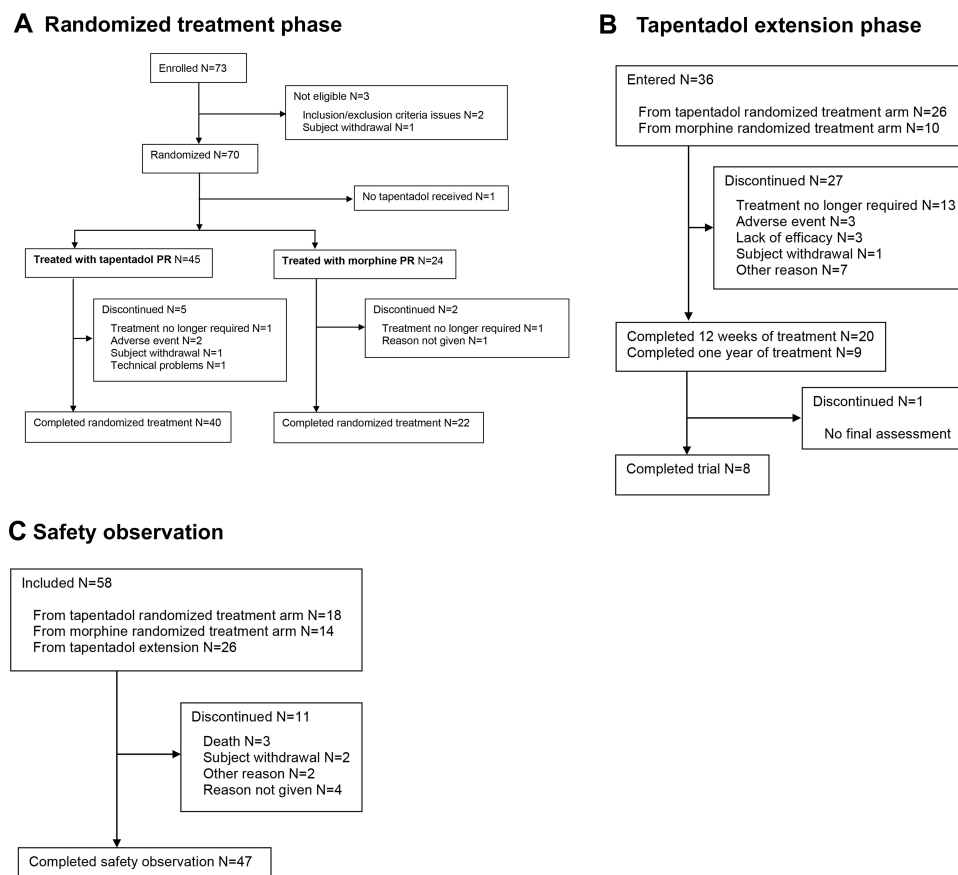 A Randomized treatment phase
Enrolled N=73
Not eligible N=3
Inclusion/exclusion criteria issues N=2
Subject withdrawal N=1
Randomized N=70
No tapentadol received N=1
Treated with tapentadol PR N=45
Treated with morphine PR N=24
Discontinued N=5
Treatment no longer required N=1
Adverse event N=2
Subject withdrawal N=1
Technical problems N=1
Discontinued N=2
Treatment no longer required N=1
Reason not given N=1
Completed randomized treatment N=40
Completed randomized treatment N=22
B Tapentadol extension phase
Entered N=36
From tapentadol randomized treatment arm N=26
From morphine randomized treatment arm N=10
Discontinued N=27
Treatment no longer required N=13
Adverse event N=3
Lack of efficacy N=3
Subject withdrawal N=1
Other reason N=7
Completed 12 weeks of treatment N=20
Completed one year of treatment N=9
Discontinued N=1
No final assessment
Completed trial N=8
C Safety observation
Included N=58
From tapentadol randomized treatment arm N=18
From morphine randomized treatment arm N=14
From tapentadol extension N=26
Discontinued N=11
Death N=3
Subject withdrawal N=2
Other reason N=2
Reason not given N=4
Completed safety observation N=47